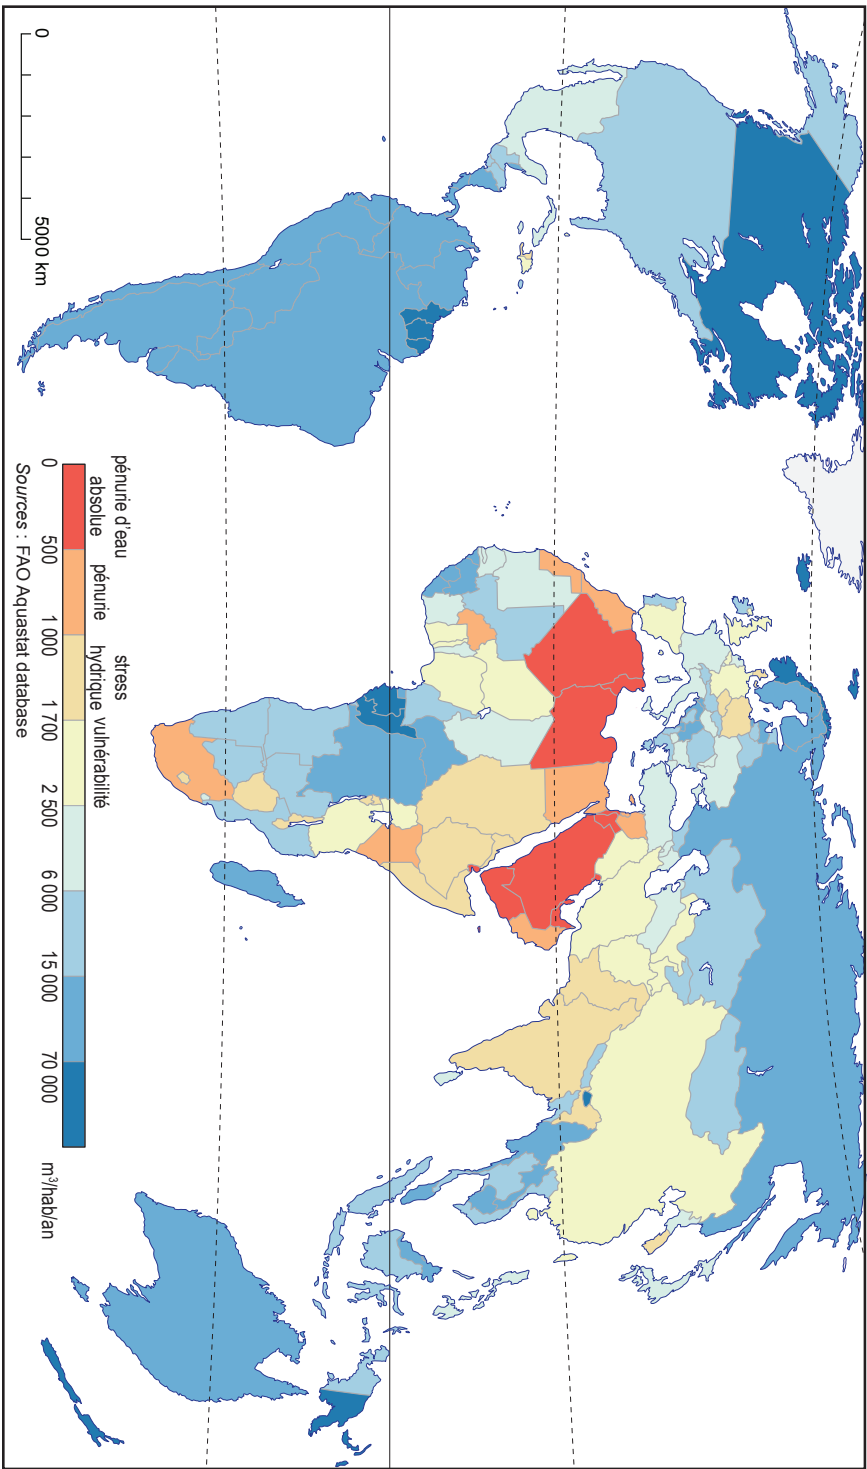 0 5000 km
pénurie d'eau
absolue
pénurie
stress
hydrique
vulnérabilité
0 500 1 000 1 700 2 500 6 000 15 000 70 000 m³/hab/an
Sources : FAO Aquastat database